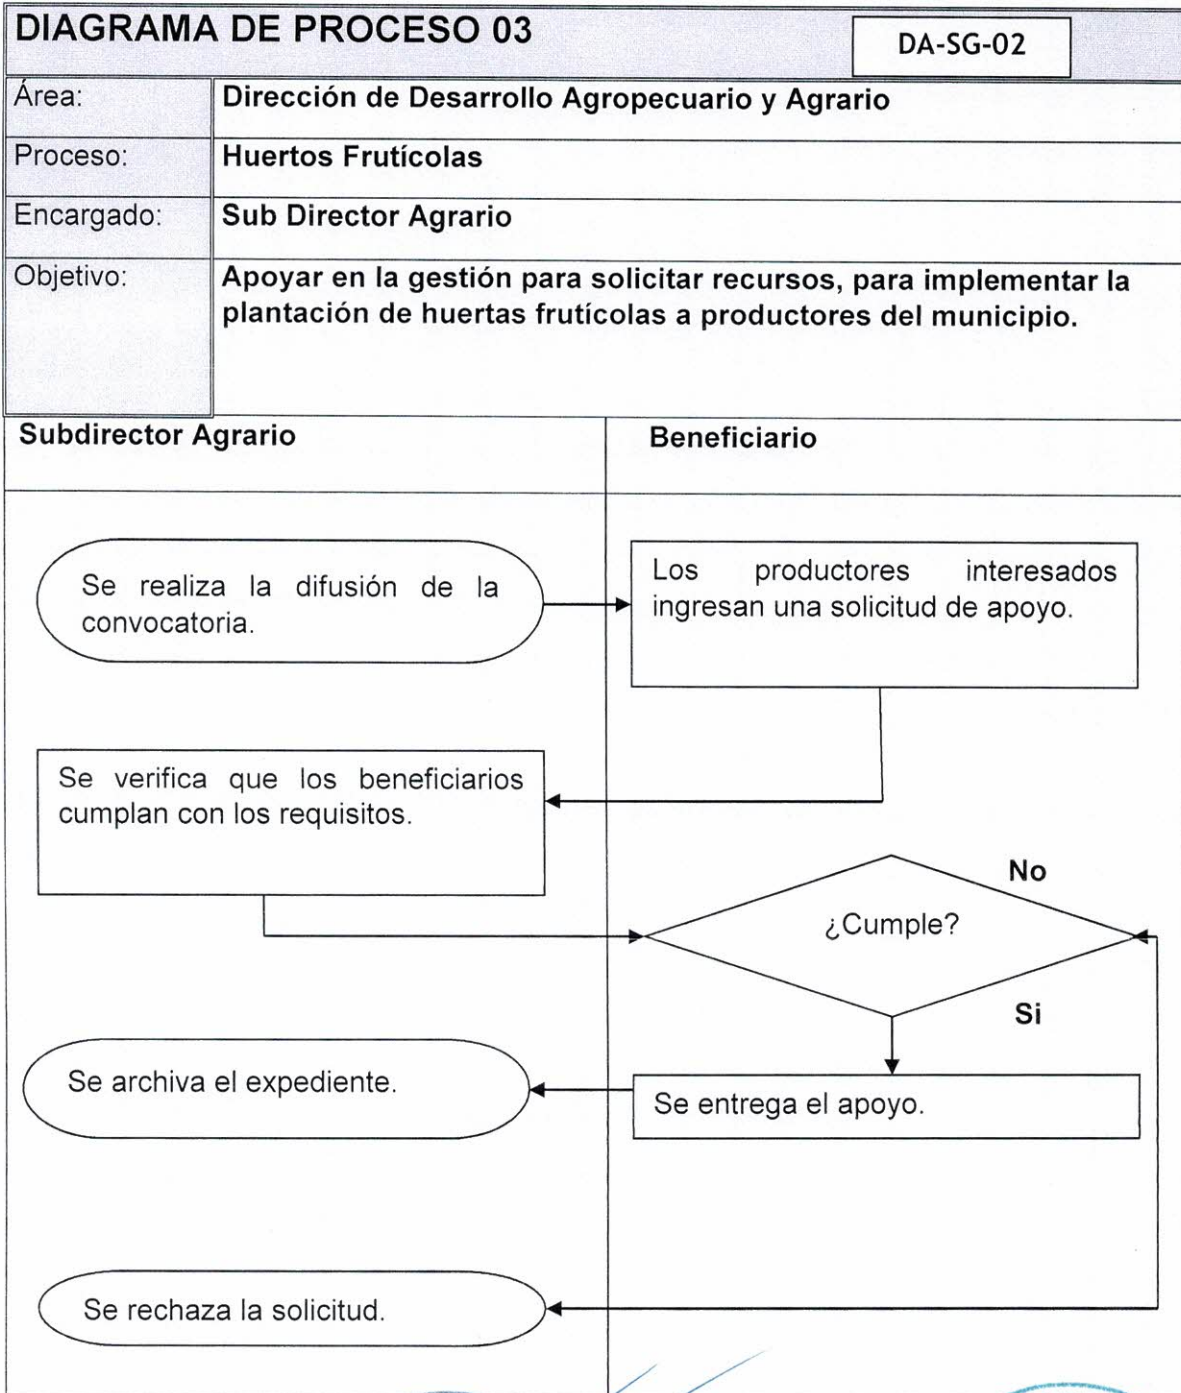 DIAGRAMA DE PROCESO 03
DA-SG-02
Área:
Dirección de Desarrollo Agropecuario y Agrario
Proceso:
Huertos Frutícolas
Encargado:
Sub Director Agrario
Objetivo:
Apoyar en la gestión para solicitar recursos, para implementar la
plantación de huertas frutícolas a productores del municipio.
Subdirector Agrario
Beneficiario
Se realiza la difusión de la
convocatoria.
Los productores interesados
ingresan una solicitud de apoyo.
Se verifica que los beneficiarios
cumplan con los requisitos.
No
¿Cumple?
Si
Se archiva el expediente.
Se entrega el apoyo.
Se rechaza la solicitud.